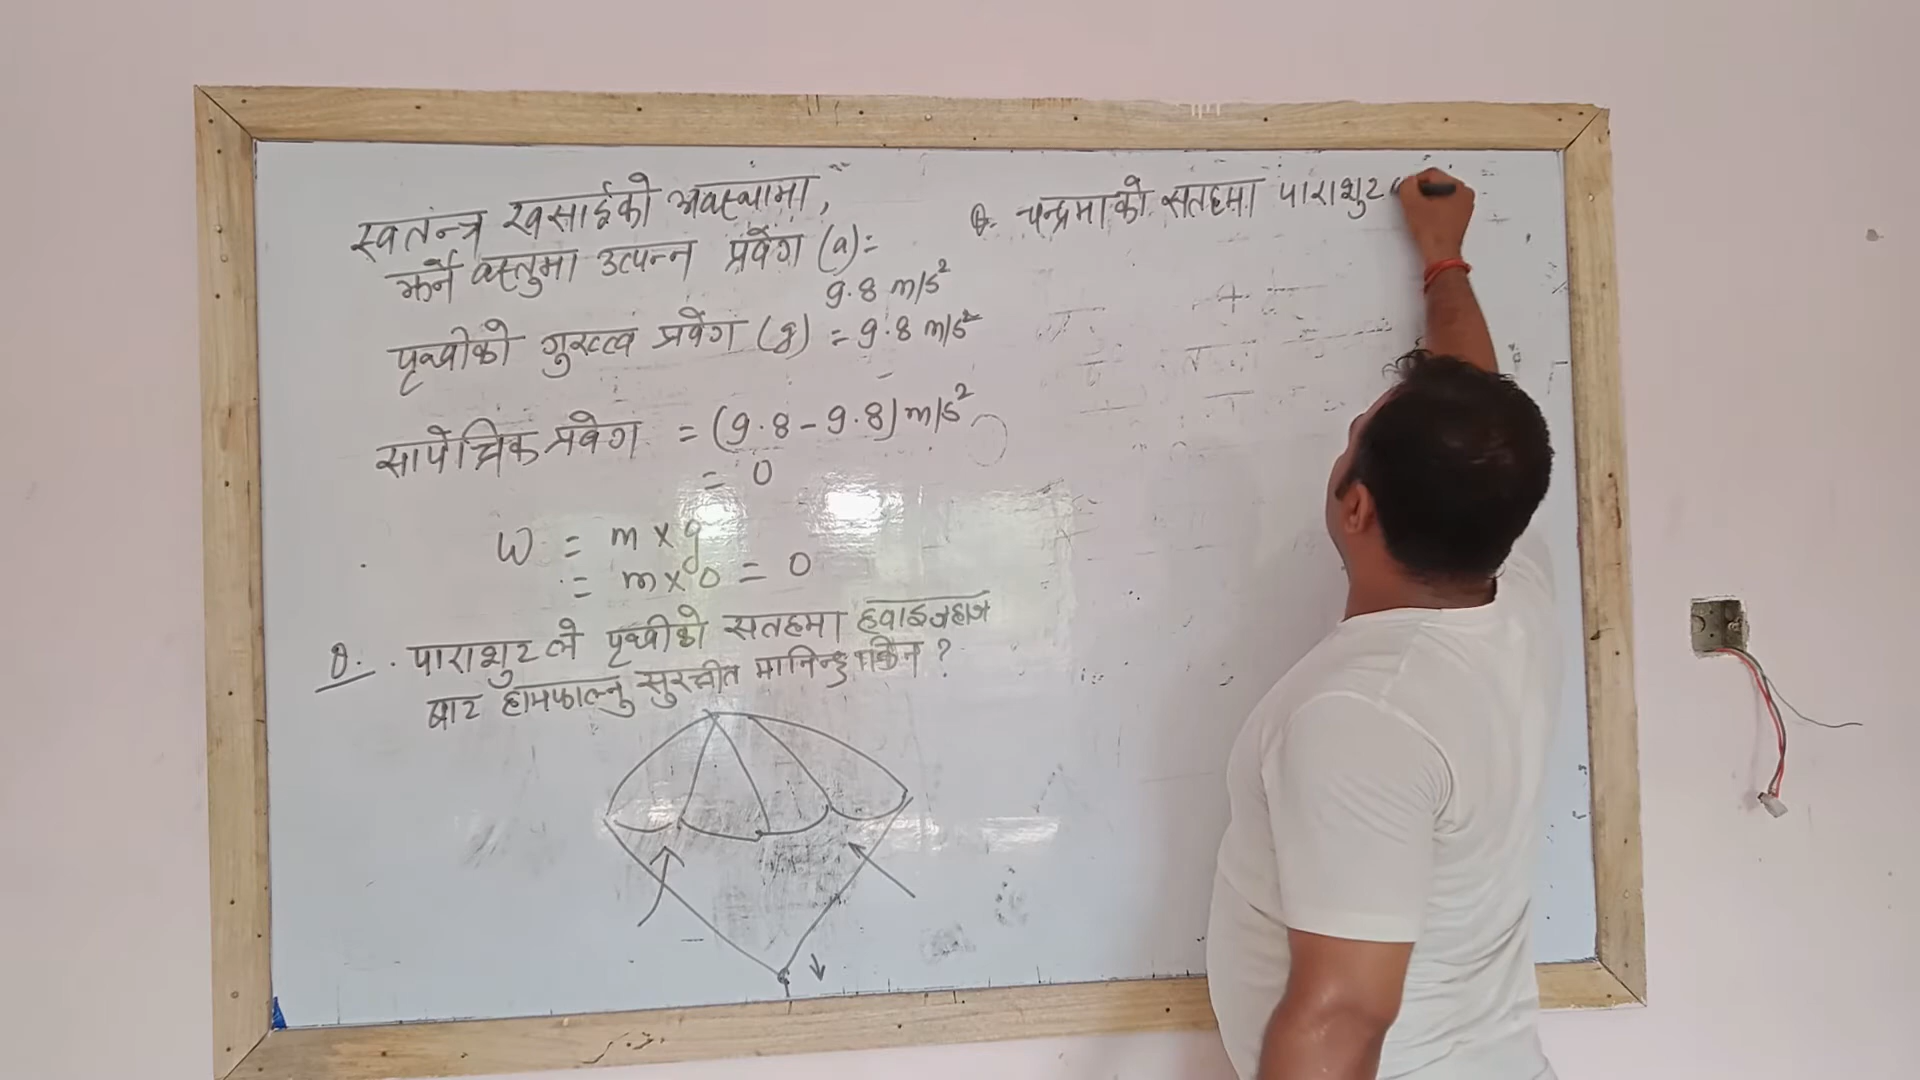 स्वतन्त्र खसाईको अवस्थामा,
झर्ने वस्तुमा उत्पन्न प्रवेग (a) =
9.8 m/s²
पृथ्वीको गुरुत्व प्रवेग (g) = 9.8 m/s²
सापेक्षिक प्रवेग = (9.8 - 9.8) m/s²
= 0
W = m x g
= m x 0 = 0
Q. पाराशुट ले पृथ्वीको सतहमा हवाइजहाज
बाट हामफाल्नु सुरक्षीत मानिन्छ किन ?
Q. चन्द्रमाको सतहमा पाराशुट